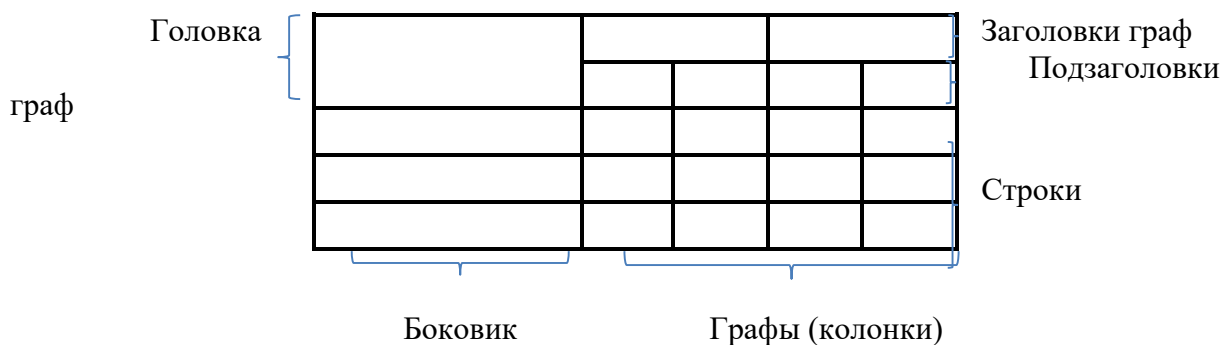 Головка Заголовки граф
Подзаголовки
граф
Строки
Боковик Графы (колонки)